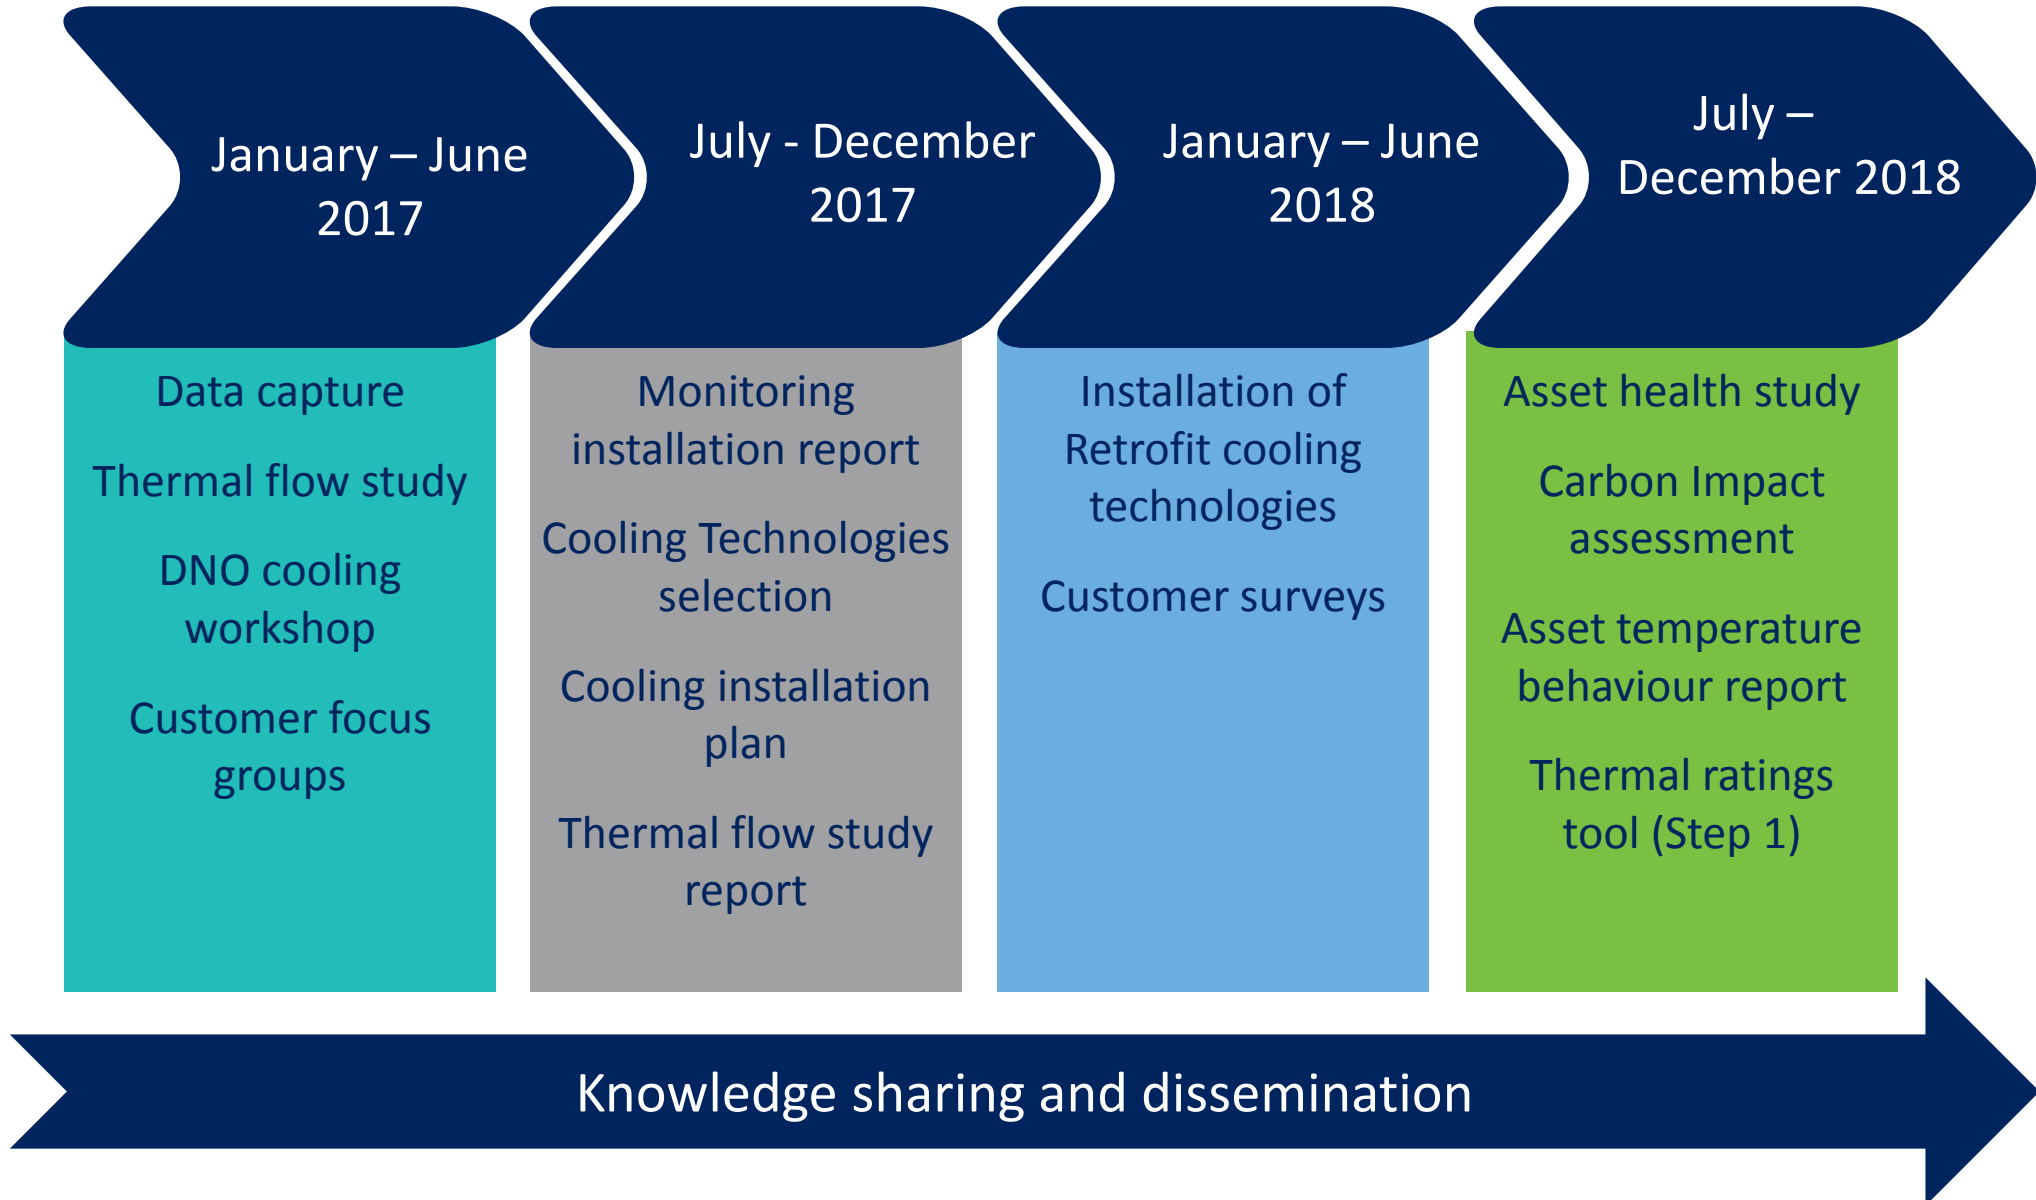 January – June
2017
July - December
2017
January – June
2018
July –
December 2018
Data capture
Thermal flow study
DNO cooling
workshop
Customer focus
groups
Monitoring
installation report
Cooling Technologies
selection
Cooling installation
plan
Thermal flow study
report
Installation of
Retrofit cooling
technologies
Customer surveys
Asset health study
Carbon Impact
assessment
Asset temperature
behaviour report
Thermal ratings
tool (Step 1)
Knowledge sharing and dissemination